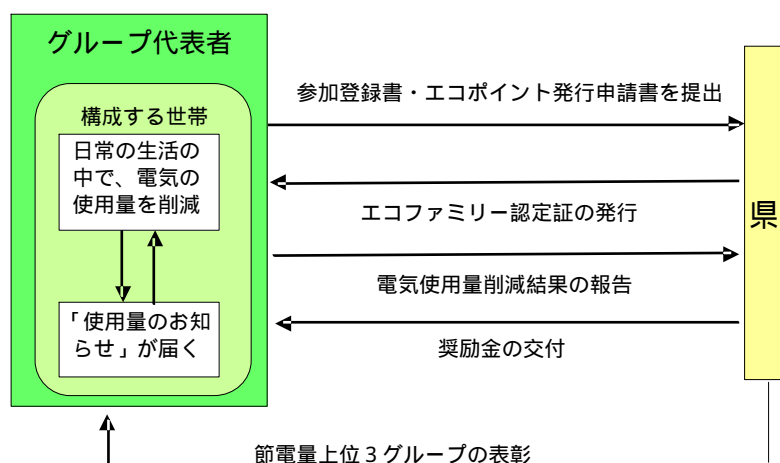 グループ代表者
構成する世帯
日常の生活の
中で、電気の
使用量を削減
「使用量のお知
らせ」が届く
参加登録書・エコポイント発行申請書を提出
エコファミリー認定証の発行
電気使用量削減結果の報告
奨励金の交付
県
節電量上位3グループの表彰